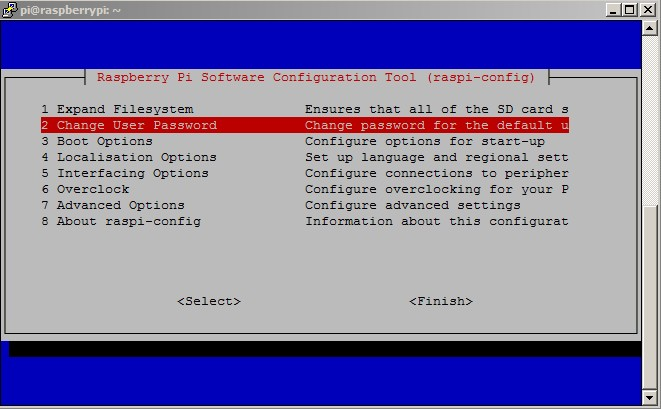 pi@raspberrypi: ~
Raspberry Pi Software Configuration Tool (raspi-config)
1 Expand Filesystem Ensures that all of the SD card s
2 Change User Password Change password for the default u
3 Boot Options Configure options for start-up
4 Localisation Options Set up language and regional sett
5 Interfacing Options Configure connections to peripher
6 Overclock Configure overclocking for your P
7 Advanced Options Configure advanced settings
8 About raspi-config Information about this configurat
<Select> <Finish>